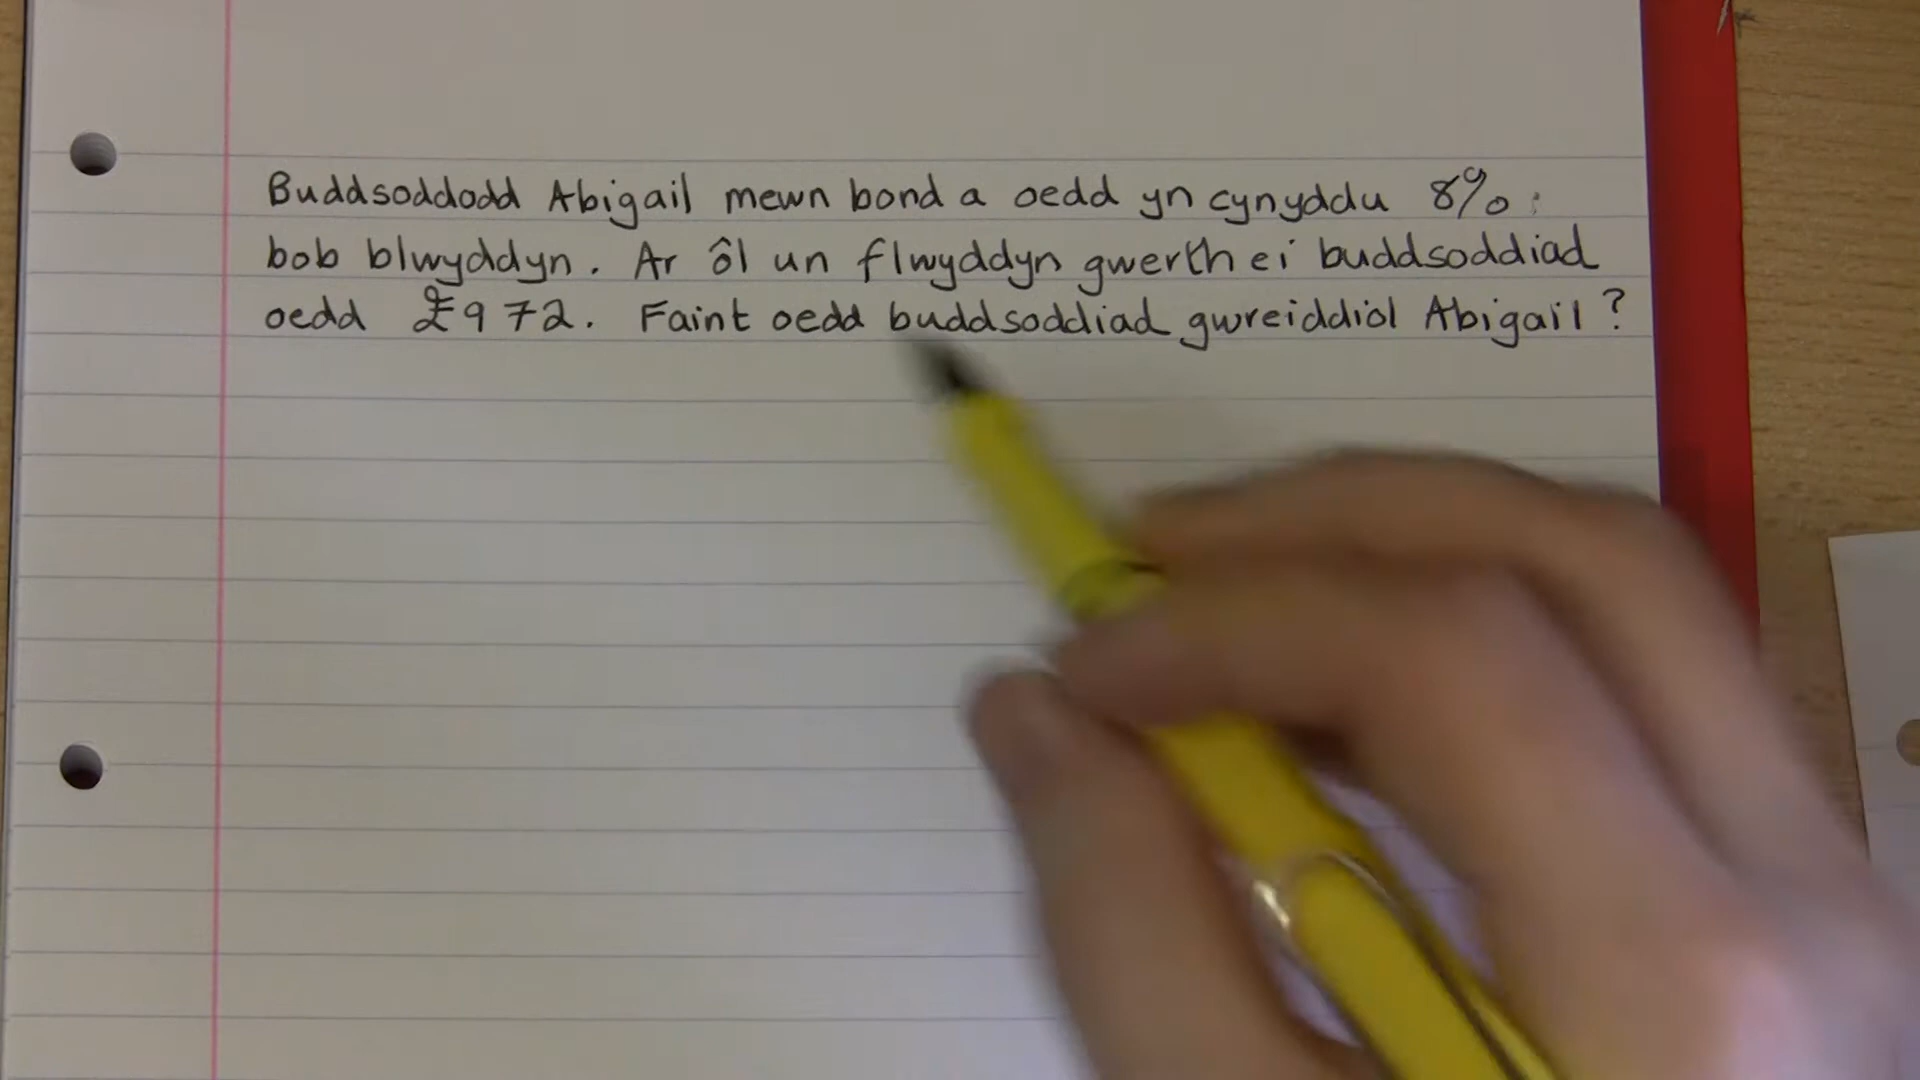 Buddsoddodd Abigail mewn bond a oedd yn cynyddu 8%
bob blwyddyn. Ar ôl un flwyddyn gwerth ei buddsoddiad
oedd £972. Faint oedd buddsoddiad gwreiddiol Abigail?